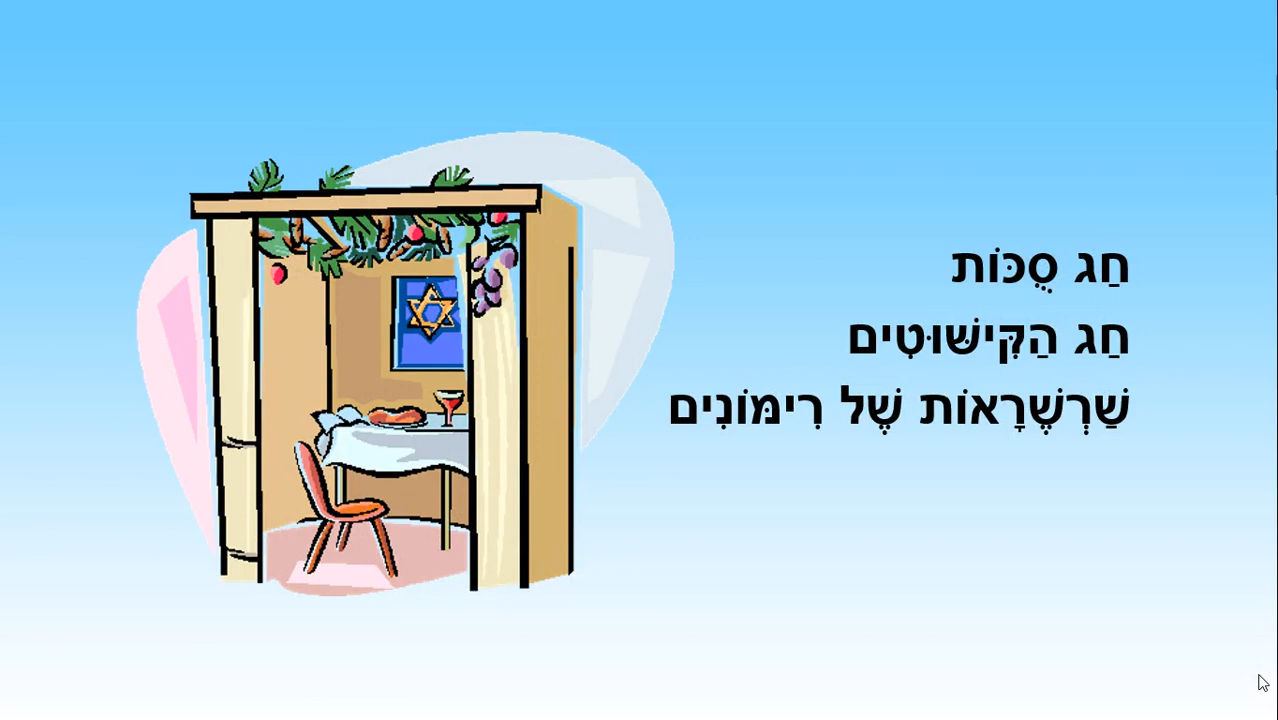 חַג סֻכּוֹת
חַג הַקִּישּׁוּטִים
שַׁרְשֶׁרָאוֹת שֶׁל רִימּוֹנִים